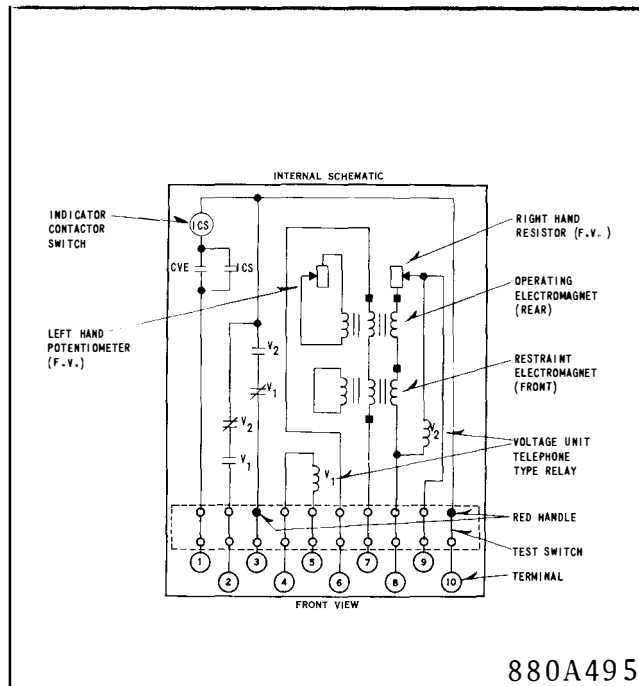 INTERNAL SCHEMATIC
INDICATOR
CONTACTOR
SWITCH
ICS
CVE
ICS
LEFT HAND
POTENTIOMETER
(F.V.)
V2
V1
V2
V1
V1
V2
RIGHT HAND
RESISTOR (F.V.)
OPERATING
ELECTROMAGNET
(REAR)
RESTRAINT
ELECTROMAGNET
(FRONT)
VOLTAGE UNIT
TELEPHONE
TYPE RELAY
RED HANDLE
TEST SWITCH
TERMINAL
1
2
3
4
5
6
7
8
9
10
FRONT VIEW
880A495